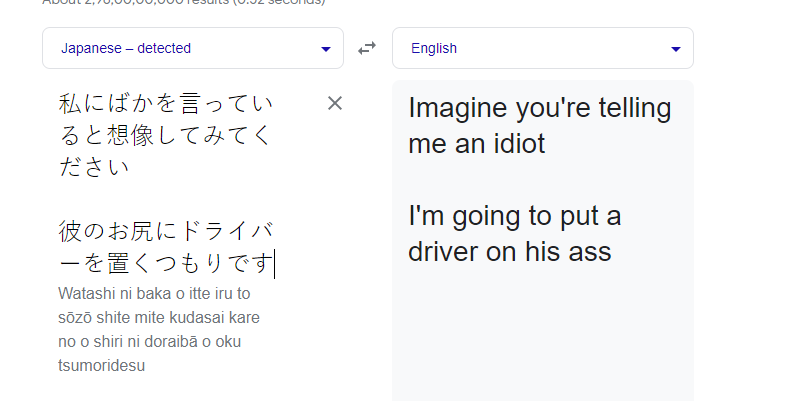 About 2,96,00,00,000 results (0.52 seconds)
Japanese – detected
English
私にばかを言ってい
ると想像してみてく
ださい
彼のお尻にドライバ
ーを置くつもりです
Watashi ni baka o itte iru to
sōzō shite mite kudasai kare
no o shiri ni doraibā o oku
tsumoridesu
Imagine you're telling
me an idiot
I'm going to put a
driver on his ass